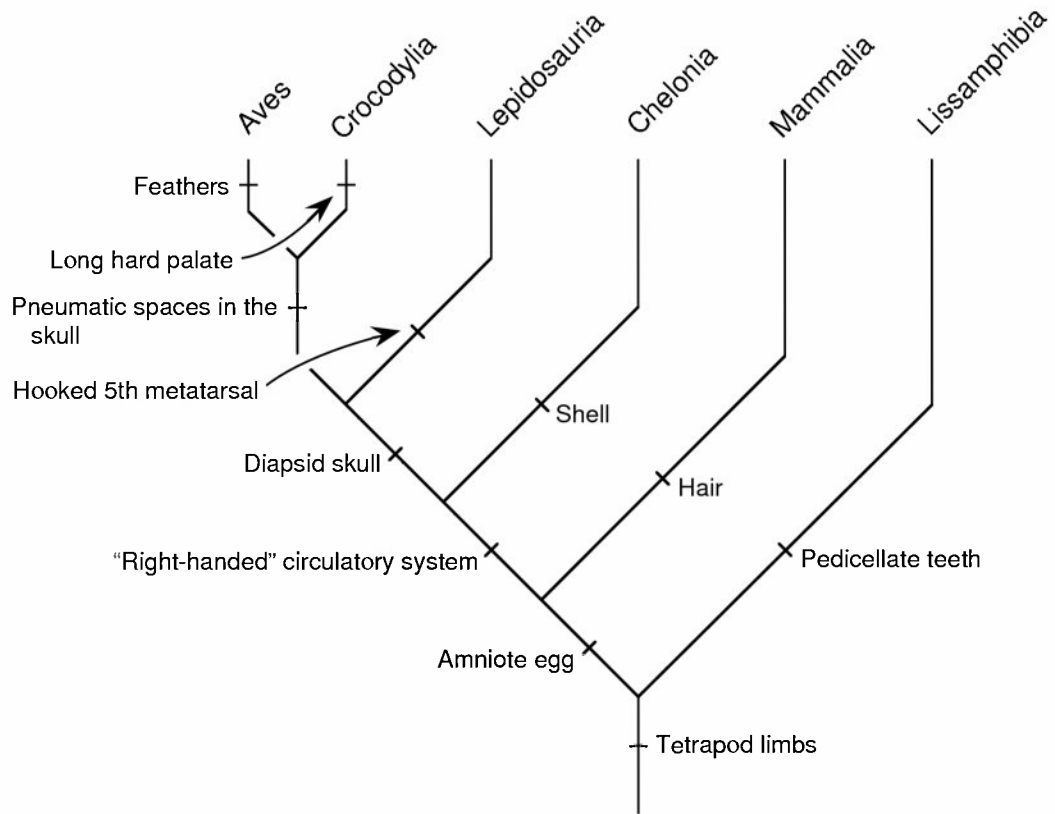 Aves
Crocodylia
Lepidosauria
Chelonia
Mammalia
Lissamphibia
Feathers
Long hard palate
Pneumatic spaces in the
skull
Hooked 5th metatarsal
Shell
Diapsid skull
Hair
“Right-handed” circulatory system
Pedicellate teeth
Amniote egg
Tetrapod limbs